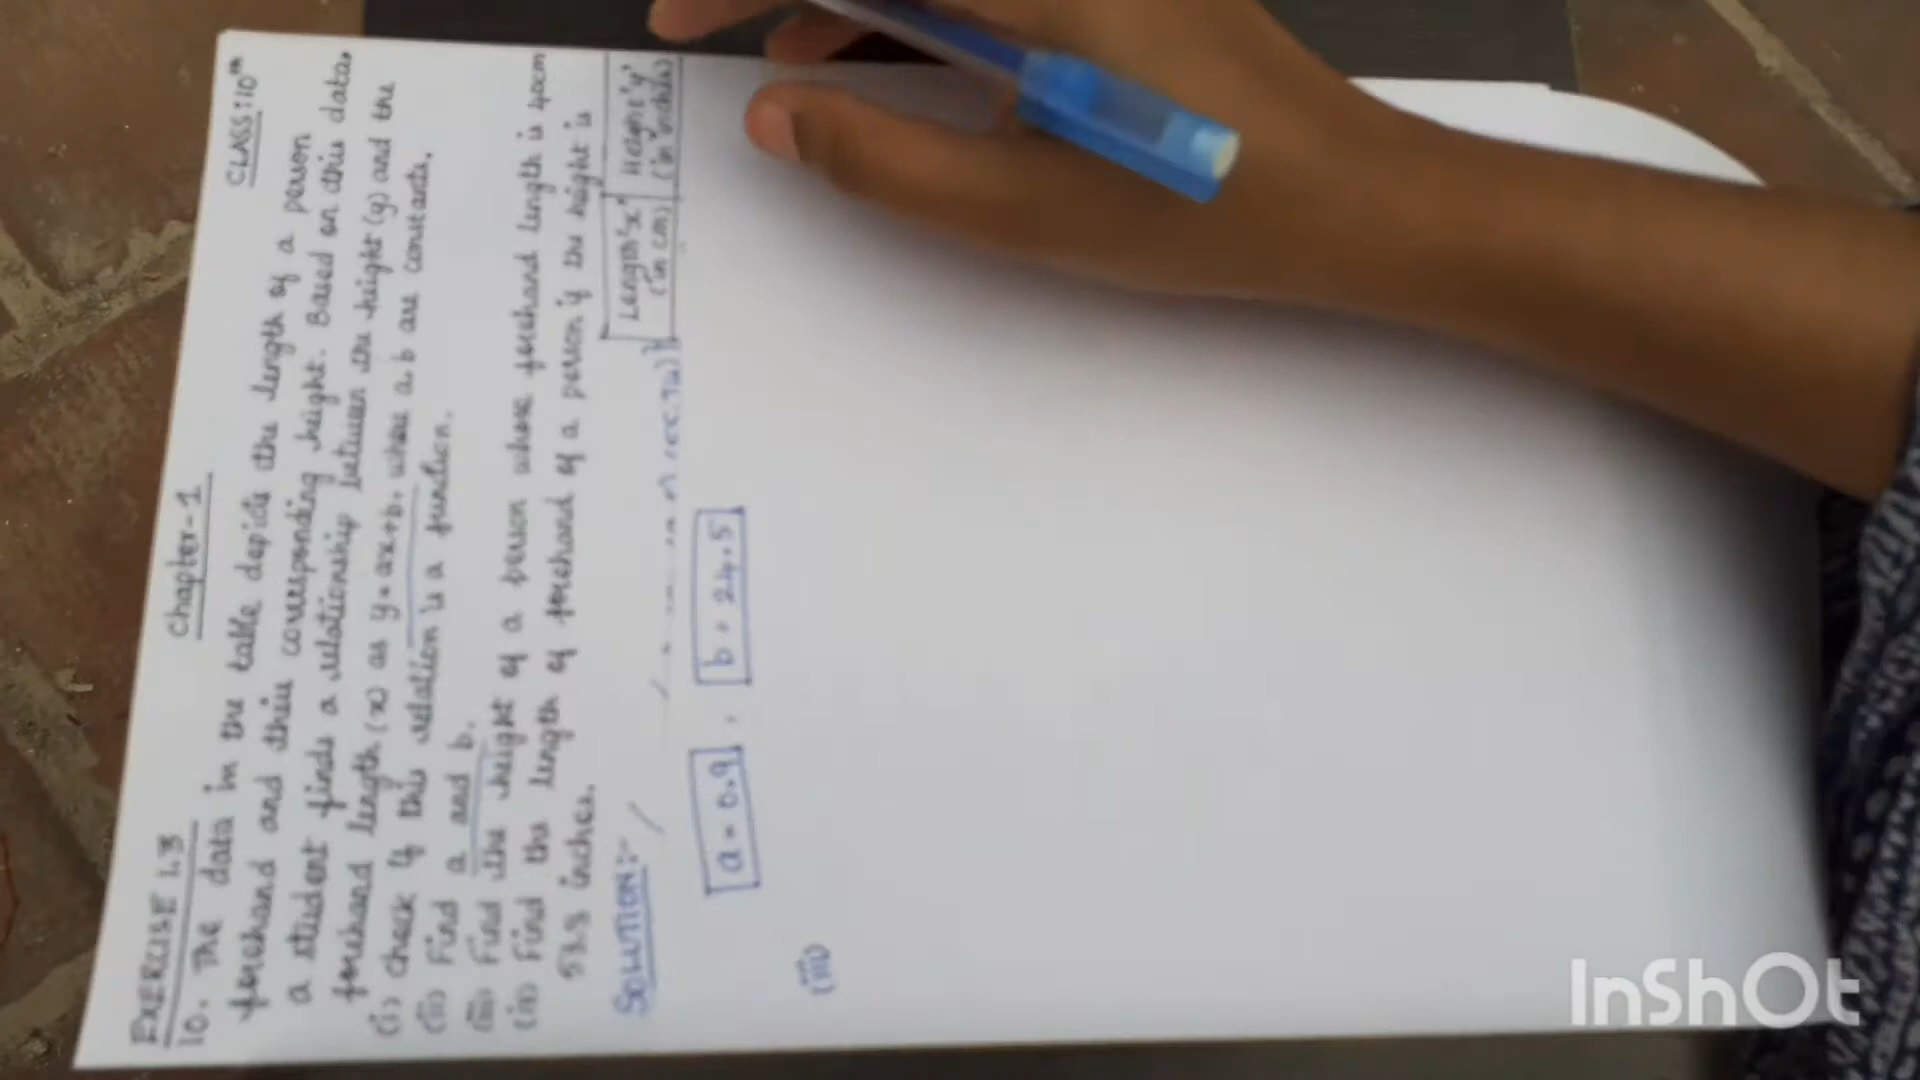 CLASS: 10th
Chapter-1
EXERCISE 1.3
10. The data in the table depicts the length of a person
forehand and their corresponding height. Based on this data,
a student finds a relationship between the height (y) and the
forehand length (x) as y = ax+b, where a, b are constants.
(i) check if this relation is a function.
(ii) Find a and b.
(iii) Find the height of a person whose forehand length is 40cm
(iv) Find the length of forehand of a person if the height is
53.3 inches.
Length 'x' (in cm) Height 'y' (in inches)
SOLUTION:-
a = 0.9, b = 24.5
(iii)
InShOt